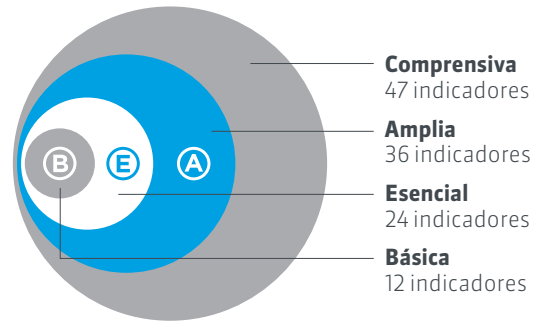 B
E
A
Comprensiva
47 indicadores
Amplia
36 indicadores
Esencial
24 indicadores
Básica
12 indicadores